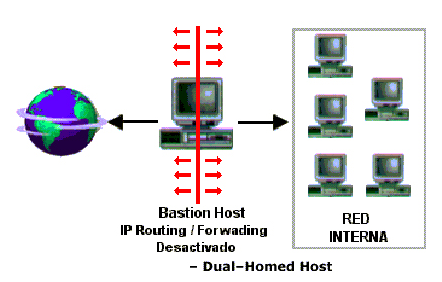 Bastion Host
IP Routing / Forwading
Desactivado
RED
INTERNA
– Dual–Homed Host